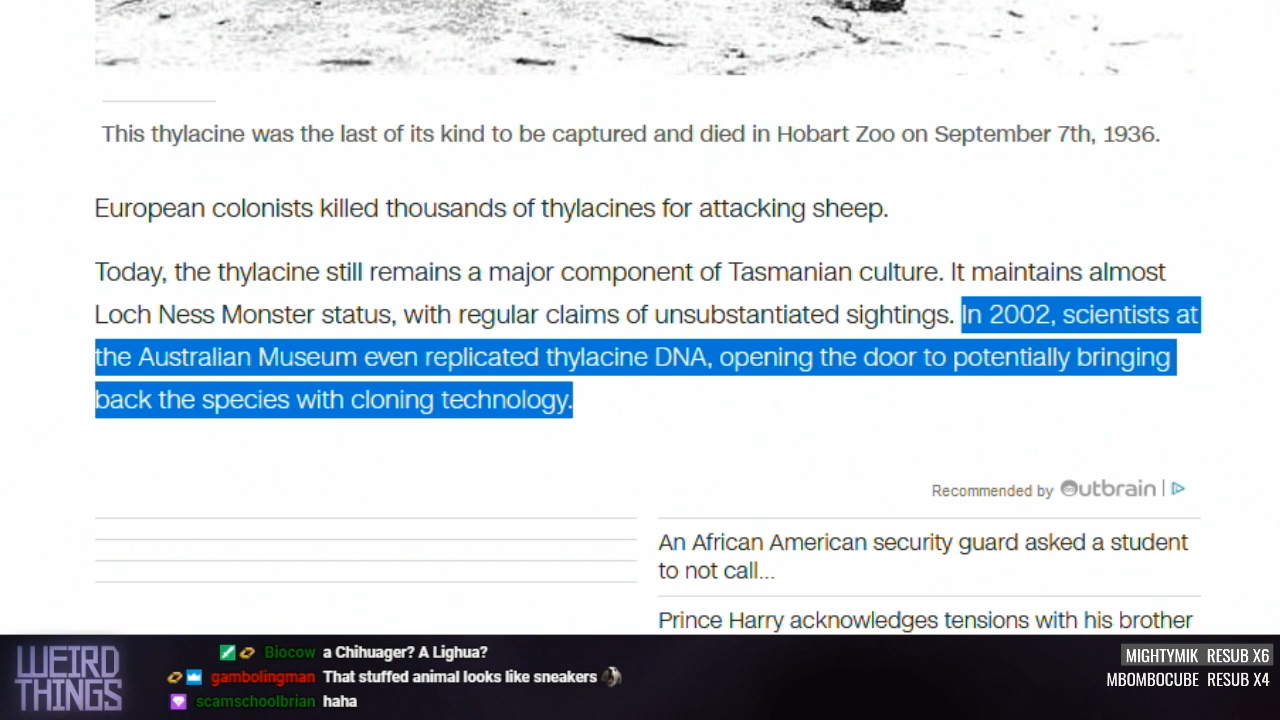 This thylacine was the last of its kind to be captured and died in Hobart Zoo on September 7th, 1936.
European colonists killed thousands of thylacines for attacking sheep.
Today, the thylacine still remains a major component of Tasmanian culture. It maintains almost
Loch Ness Monster status, with regular claims of unsubstantiated sightings. In 2002, scientists at
the Australian Museum even replicated thylacine DNA, opening the door to potentially bringing
back the species with cloning technology.
Recommended by Outbrain
An African American security guard asked a student
to not call...
Prince Harry acknowledges tensions with his brother
WEIRD
THINGS
Biocow a Chihuager? A Lighua?
gambolingman That stuffed animal looks like sneakers
scamschoolbrian haha
MIGHTYMIK RESUB X6
MBOMBOCUBE RESUB X4